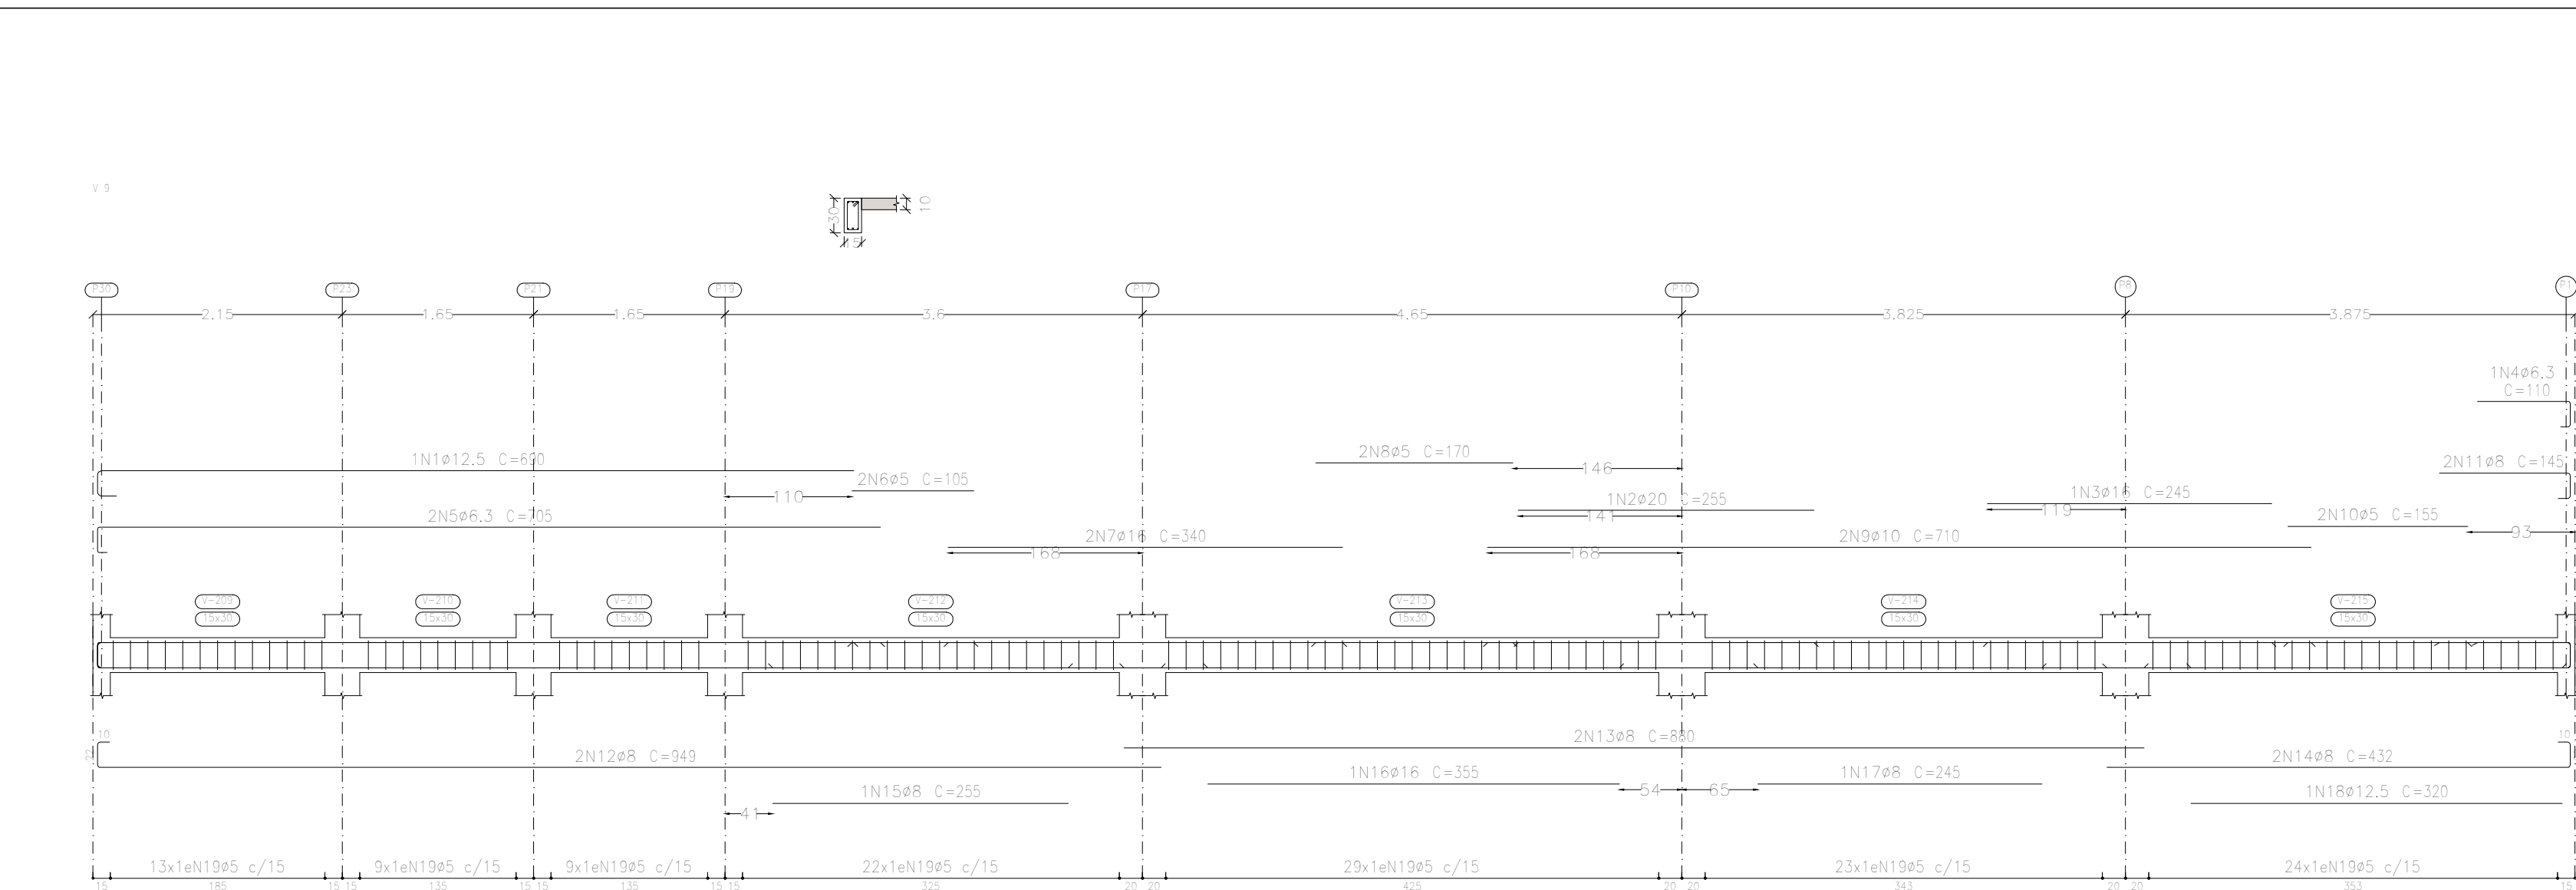 V 9
30
10
15
P30 P23 P21 P19 P17 P10 P8 P1
2.15 1.65 1.65 3.6 4.65 3.825 3.875
1N4ø6.3
C=110
1N1ø12.5 C=690
2N8ø5 C=170
2N11ø8 C=145
146
2N6ø5 C=105
110
1N2ø20 C=255
141
1N3ø16 C=245
119
2N5ø6.3 C=705
2N10ø5 C=155
93
2N7ø16 C=340
168
2N9ø10 C=710
168
V-209 V-210 V-211 V-212 V-213 V-214 V-215
15x30 15x30 15x30 15x30 15x30 15x30 15x30
10
22
2N12ø8 C=949
2N13ø8 C=880
10
2N14ø8 C=432
1N16ø16 C=355
54
65
1N17ø8 C=245
1N15ø8 C=255
41
1N18ø12.5 C=320
13x1eN19ø5 c/15 9x1eN19ø5 c/15 9x1eN19ø5 c/15 22x1eN19ø5 c/15 29x1eN19ø5 c/15 23x1eN19ø5 c/15 24x1eN19ø5 c/15
15 185 15 15 135 15 15 135 15 15 325 20 20 425 20 20 343 20 20 353 15